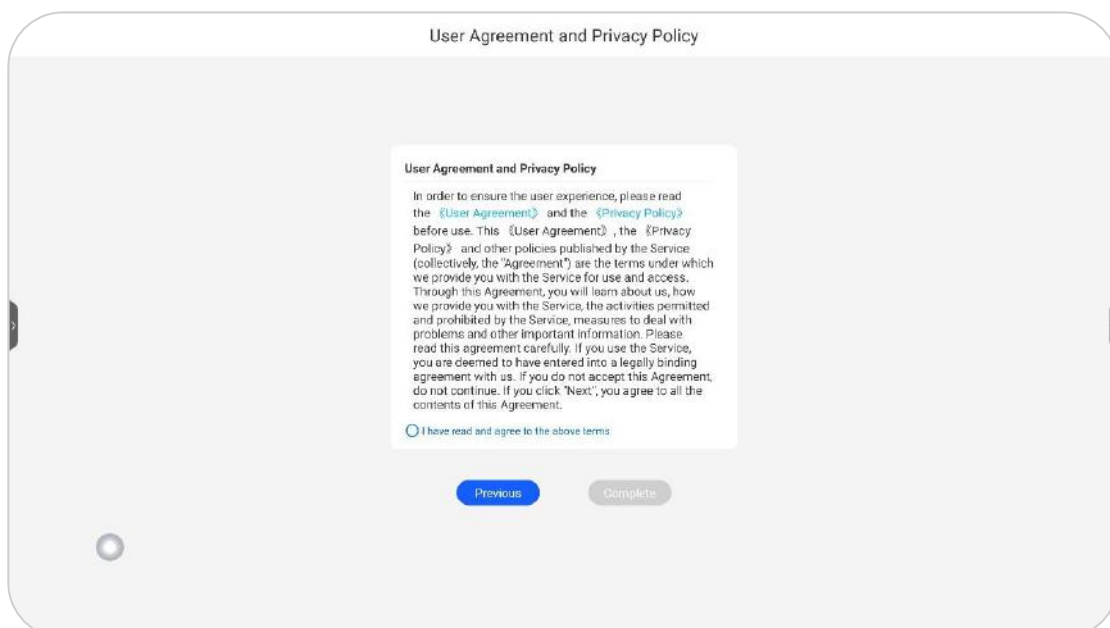 User Agreement and Privacy Policy
User Agreement and Privacy Policy
In order to ensure the user experience, please read
the 《User Agreement》 and the 《Privacy Policy》
before use. This 《User Agreement》, the 《Privacy
Policy》 and other policies published by the Service
(collectively, the "Agreement") are the terms under which
we provide you with the Service for use and access.
Through this Agreement, you will learn about us, how
we provide you with the Service, the activities permitted
and prohibited by the Service, measures to deal with
problems and other important information. Please
read this agreement carefully. If you use the Service,
you are deemed to have entered into a legally binding
agreement with us. If you do not accept this Agreement,
do not continue. If you click "Next", you agree to all the
contents of this Agreement.
I have read and agree to the above terms
Previous Complete